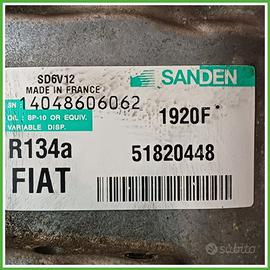 SD6V12
MADE IN FRANCE
SANDEN
SN 14048606062
OIL: SP-10 OR EQUIV.
VARIABLE DISP.
1920F
R134a
51820448
FIAT
subito